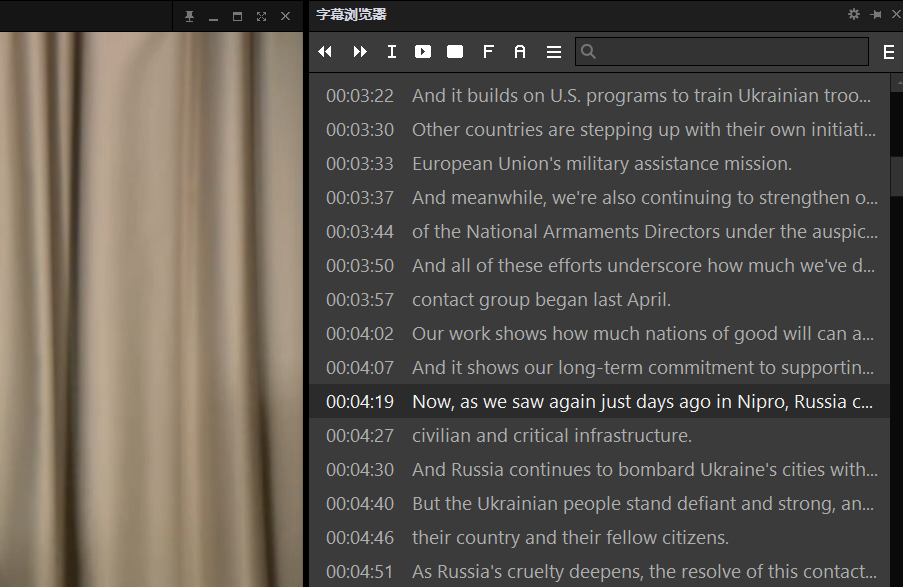 字幕浏览器
I F A E
00:03:22 And it builds on U.S. programs to train Ukrainian troo...
00:03:30 Other countries are stepping up with their own initiati...
00:03:33 European Union's military assistance mission.
00:03:37 And meanwhile, we're also continuing to strengthen o...
00:03:44 of the National Armaments Directors under the auspic...
00:03:50 And all of these efforts underscore how much we've d...
00:03:57 contact group began last April.
00:04:02 Our work shows how much nations of good will can a...
00:04:07 And it shows our long-term commitment to supportin...
00:04:19 Now, as we saw again just days ago in Nipro, Russia c...
00:04:27 civilian and critical infrastructure.
00:04:30 And Russia continues to bombard Ukraine's cities with...
00:04:40 But the Ukrainian people stand defiant and strong, an...
00:04:46 their country and their fellow citizens.
00:04:51 As Russia's cruelty deepens, the resolve of this contact...